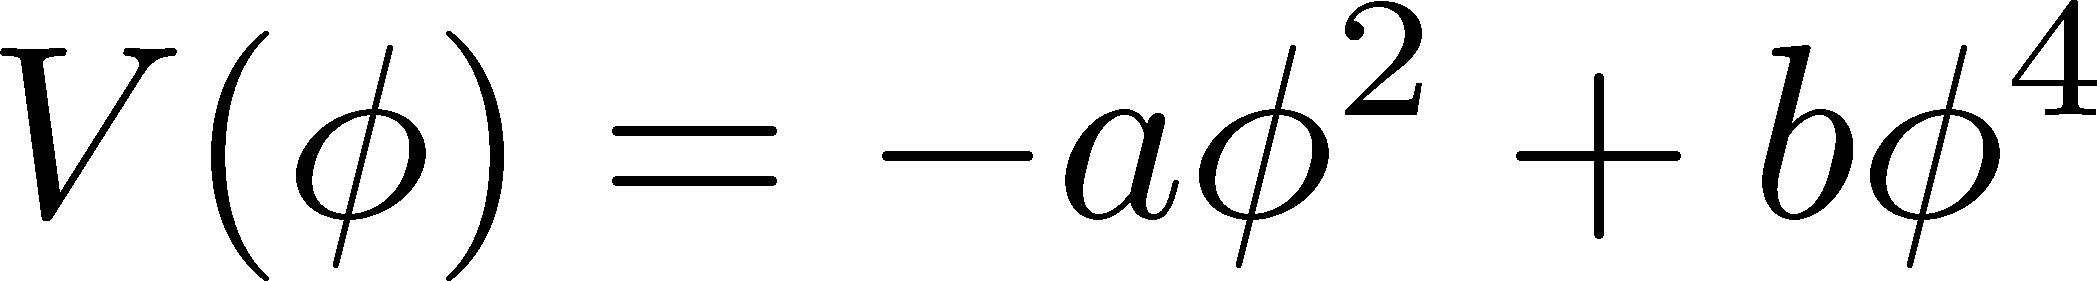 V(ϕ) = −aϕ² + bϕ⁴